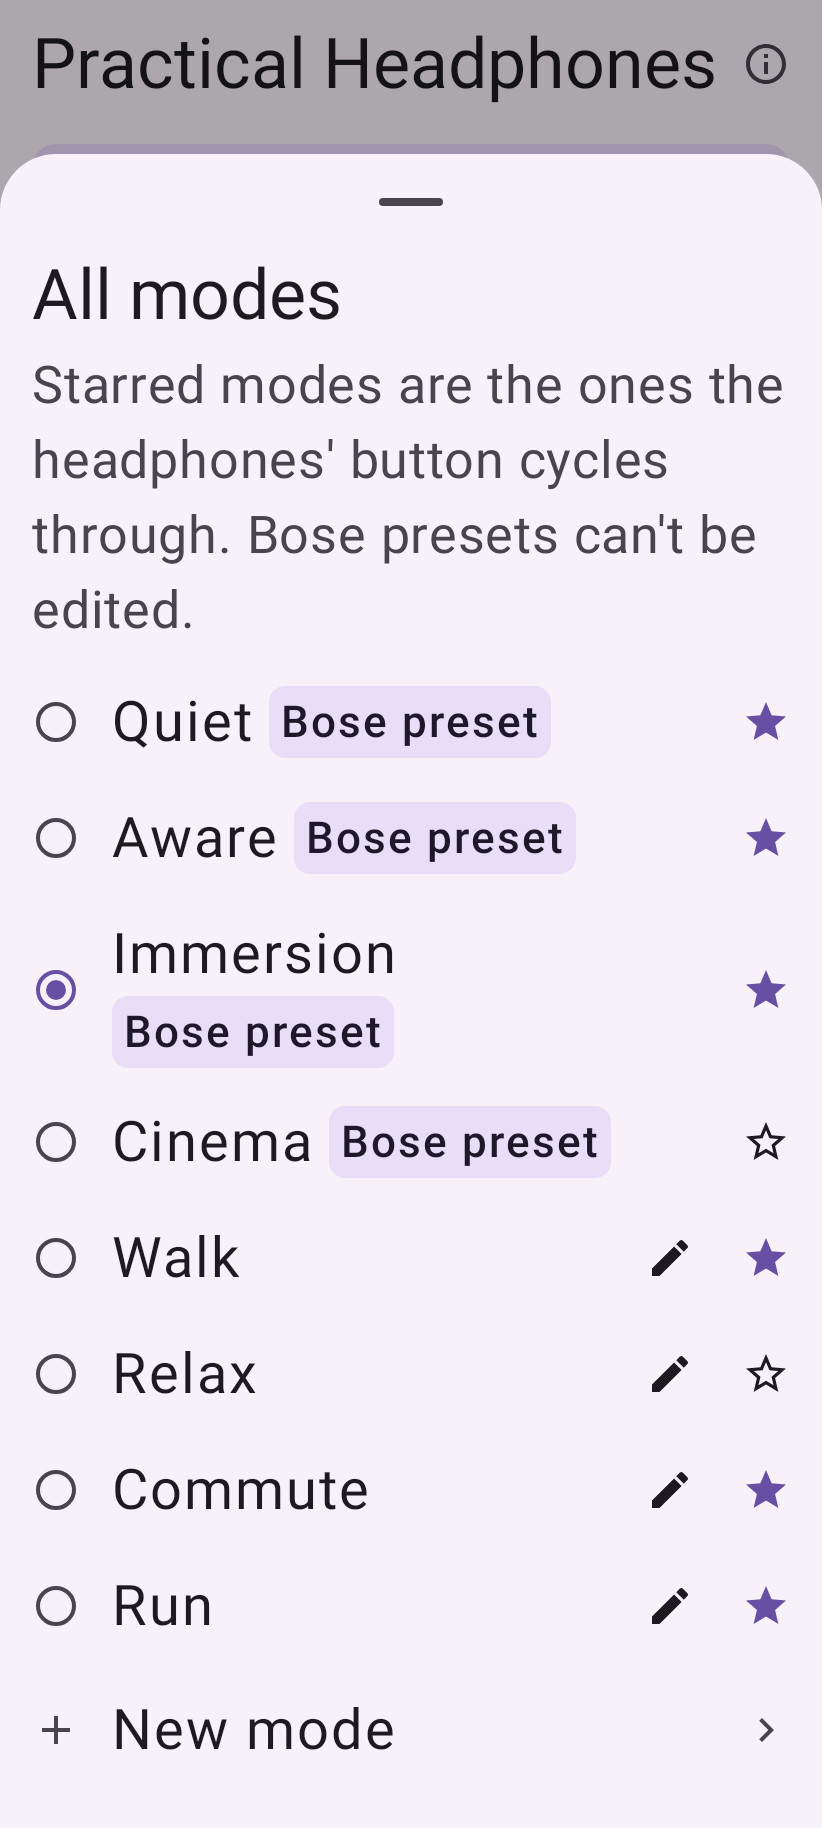 Practical Headphones
All modes
Starred modes are the ones the
headphones' button cycles
through. Bose presets can't be
edited.
Quiet Bose preset
Aware Bose preset
Immersion
Bose preset
Cinema Bose preset
Walk
Relax
Commute
Run
New mode